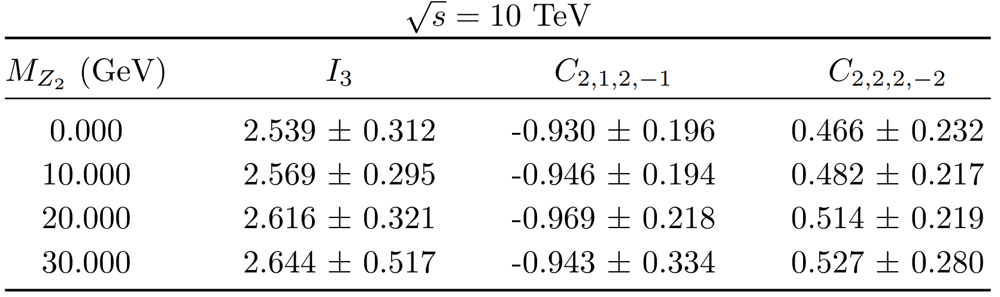 √s = 10 TeV
M_{Z_2} (GeV) I_3 C_{2,1,2,−1} C_{2,2,2,−2}
0.000 2.539 ± 0.312 -0.930 ± 0.196 0.466 ± 0.232
10.000 2.569 ± 0.295 -0.946 ± 0.194 0.482 ± 0.217
20.000 2.616 ± 0.321 -0.969 ± 0.218 0.514 ± 0.219
30.000 2.644 ± 0.517 -0.943 ± 0.334 0.527 ± 0.280